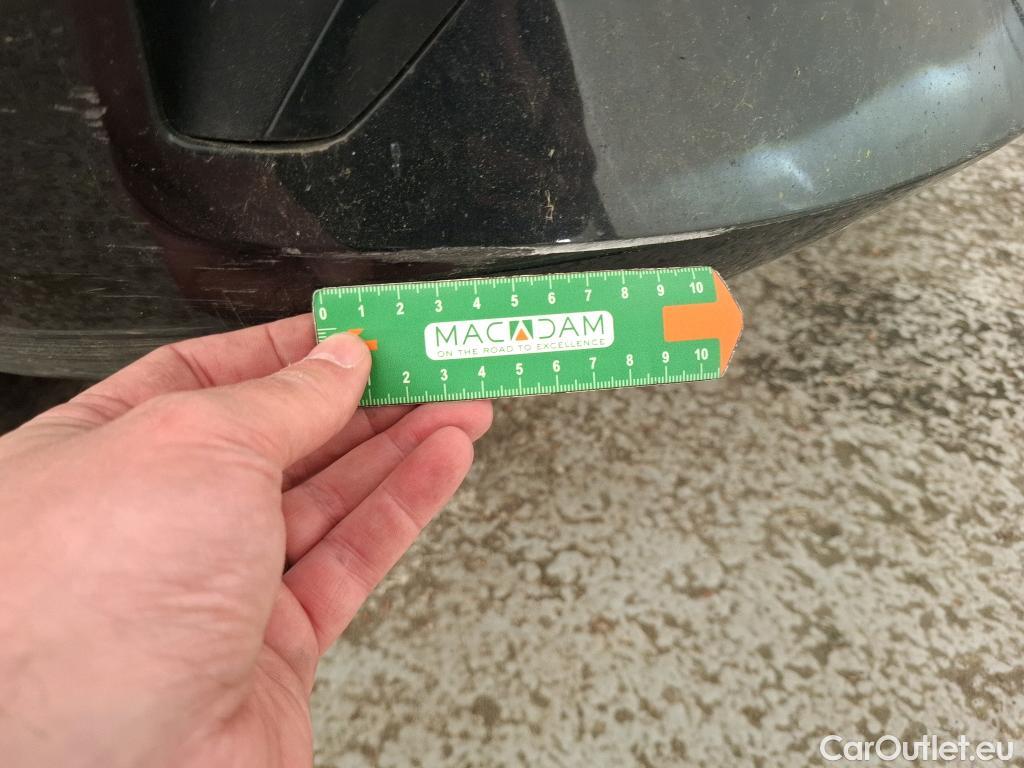 0 1 2 3 4 5 6 7 8 9 10
MACADAM
ON THE ROAD TO EXCELLENCE
1 2 3 4 5 6 7 8 9 10
CarOutlet.eu